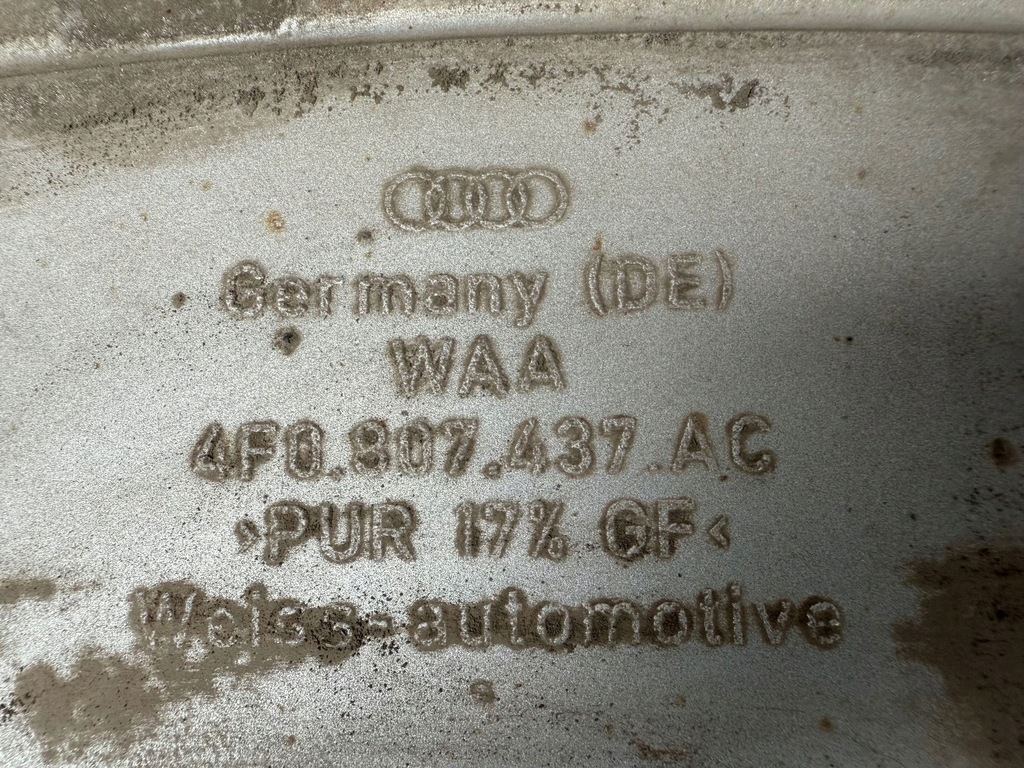 Germany (DE)
WAA
4F0.807.437.AC
>PUR 17% GF<
Weiss-automotive